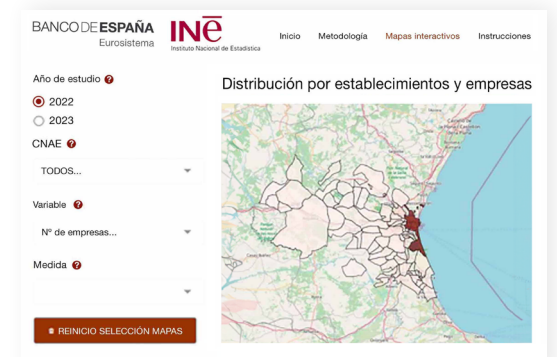 BANCO DE ESPAÑA
Eurosistema
INe
Instituto Nacional de Estadística
Inicio Metodología Mapas interactivos Instrucciones
Año de estudio ?
2022
2023
CNAE ?
TODOS...
Variable ?
Nº de empresas...
Medida ?
REINICIO SELECCIÓN MAPAS
Distribución por establecimientos y empresas